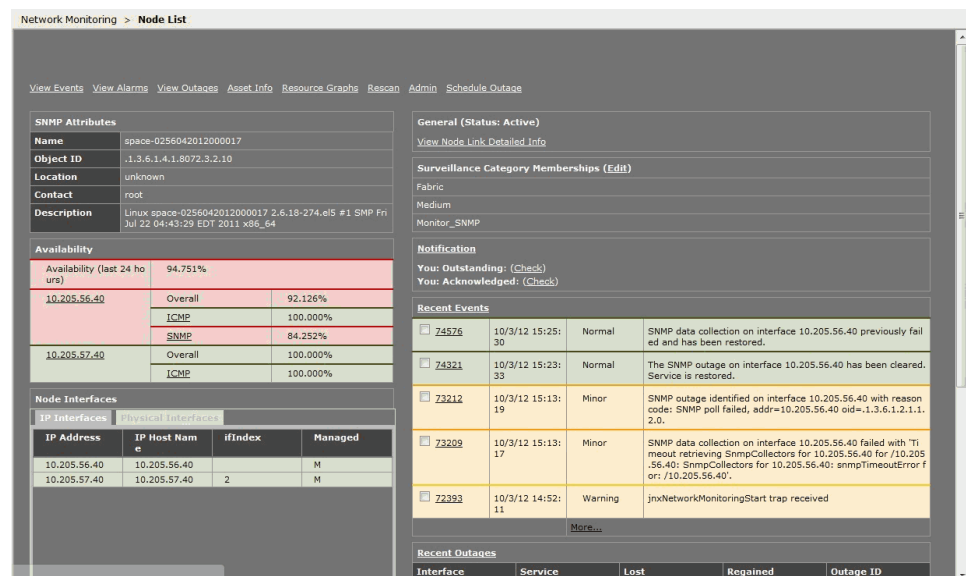 Network Monitoring > Node List
View Events View Alarms View Outages Asset Info Resource Graphs Rescan Admin Schedule Outage
SNMP Attributes
Name space-0256042012000017
Object ID .1.3.6.1.4.1.8072.3.2.10
Location unknown
Contact root
Description Linux space-0256042012000017 2.6.18-274.el5 #1 SMP Fri
Jul 22 04:43:29 EDT 2011 x86_64
Availability
Availability (last 24 ho 94.751%
urs)
10.205.56.40 Overall 92.126%
ICMP 100.000%
SNMP 84.252%
10.205.57.40 Overall 100.000%
ICMP 100.000%
Node Interfaces
IP Interfaces Physical Interfaces
IP Address IP Host Nam ifIndex Managed
e
10.205.56.40 10.205.56.40 M
10.205.57.40 10.205.57.40 2 M
General (Status: Active)
View Node Link Detailed Info
Surveillance Category Memberships (Edit)
Fabric
Medium
Monitor_SNMP
Notification
You: Outstanding: (Check)
You: Acknowledged: (Check)
Recent Events
74576 10/3/12 15:25: Normal SNMP data collection on interface 10.205.56.40 previously fail
30 ed and has been restored.
74321 10/3/12 15:23: Normal The SNMP outage on interface 10.205.56.40 has been cleared.
33 Service is restored.
73212 10/3/12 15:13: Minor SNMP outage identified on interface 10.205.56.40 with reason
19 code: SNMP poll failed, addr=10.205.56.40 oid=.1.3.6.1.2.1.1.
2.0.
73209 10/3/12 15:13: Minor SNMP data collection on interface 10.205.56.40 failed with 'Ti
17 meout retrieving SnmpCollectors for 10.205.56.40 for /10.205
.56.40: SnmpCollectors for 10.205.56.40: snmpTimeoutError f
or: /10.205.56.40'.
72393 10/3/12 14:52: Warning jnxNetworkMonitoringStart trap received
11
More...
Recent Outages
Interface Service Lost Regained Outage ID